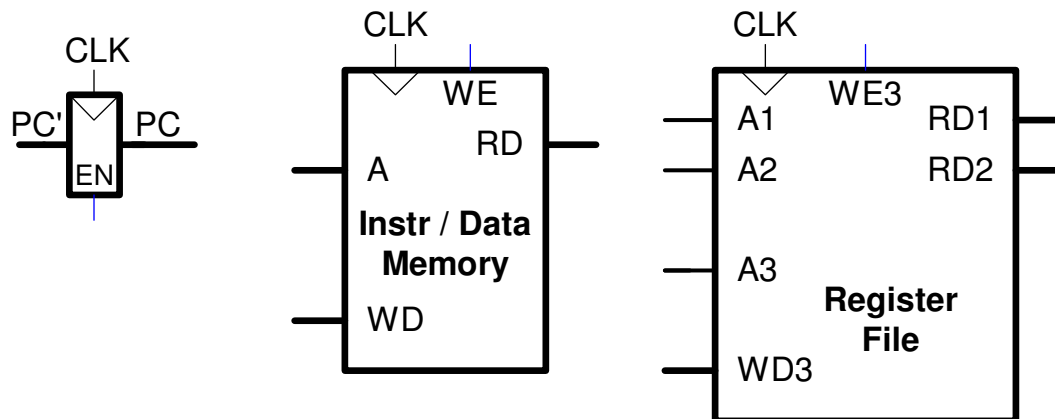 CLK
PC'
PC
EN
CLK
WE
RD
A
Instr / Data
Memory
WD
CLK
WE3
A1
RD1
A2
RD2
A3
Register
File
WD3